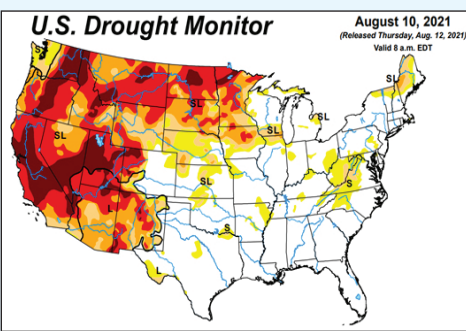 U.S. Drought Monitor
August 10, 2021
(Released Thursday, Aug. 12, 2021)
Valid 8 a.m. EDT
S
SL
SL
SL
SL
SL
SL
S
SL
S
L
L